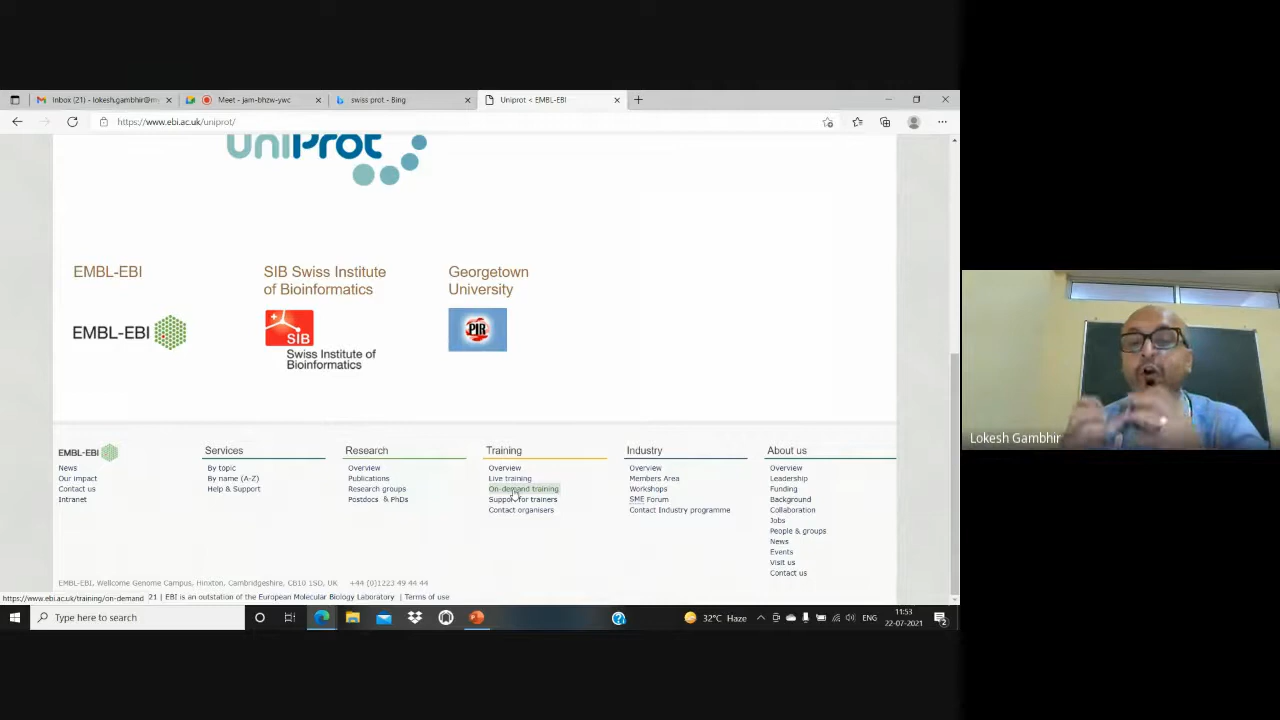 Inbox (21) - lokesh.gambhir@m
Meet - jam-bhzw-ywc
swiss prot - Bing
Uniprot < EMBL-EBI
https://www.ebi.ac.uk/uniprot/
UniProt
EMBL-EBI
SIB Swiss Institute
of Bioinformatics
Georgetown
University
EMBL-EBI
SIB
Swiss Institute of
Bioinformatics
PIR
EMBL-EBI
News
Our impact
Contact us
Intranet
Services
By topic
By name (A-Z)
Help & Support
Research
Overview
Publications
Research groups
Postdocs & PhDs
Training
Overview
Live training
On-demand training
Support for trainers
Contact organisers
Industry
Overview
Members Area
Workshops
SME Forum
Contact Industry programme
About us
Overview
Leadership
Funding
Background
Collaboration
Jobs
People & groups
News
Events
Visit us
Contact us
EMBL-EBI, Wellcome Genome Campus, Hinxton, Cambridgeshire, CB10 1SD, UK +44 (0)1223 49 44 44
https://www.ebi.ac.uk/training/on-demand 21 | EBI is an outstation of the European Molecular Biology Laboratory | Terms of use
Type here to search
32°C Haze
ENG
11:53
22-07-2021
2
Lokesh Gambhir